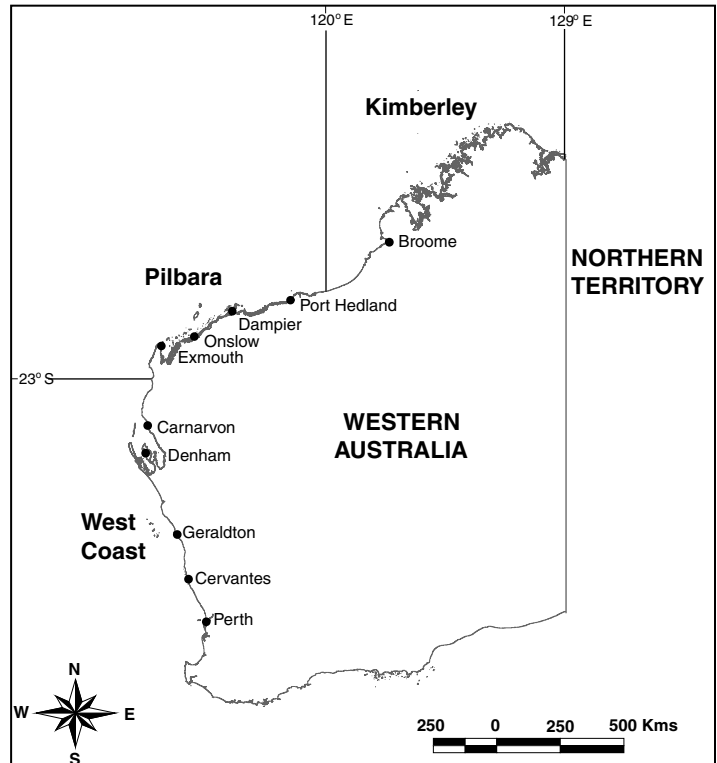 120° E
129° E
Kimberley
Broome
NORTHERN
TERRITORY
Pilbara
Port Hedland
Dampier
Onslow
Exmouth
23° S
WESTERN
AUSTRALIA
Carnarvon
Denham
West
Coast
Geraldton
Cervantes
Perth
N
W
E
S
250 0 250 500 Kms